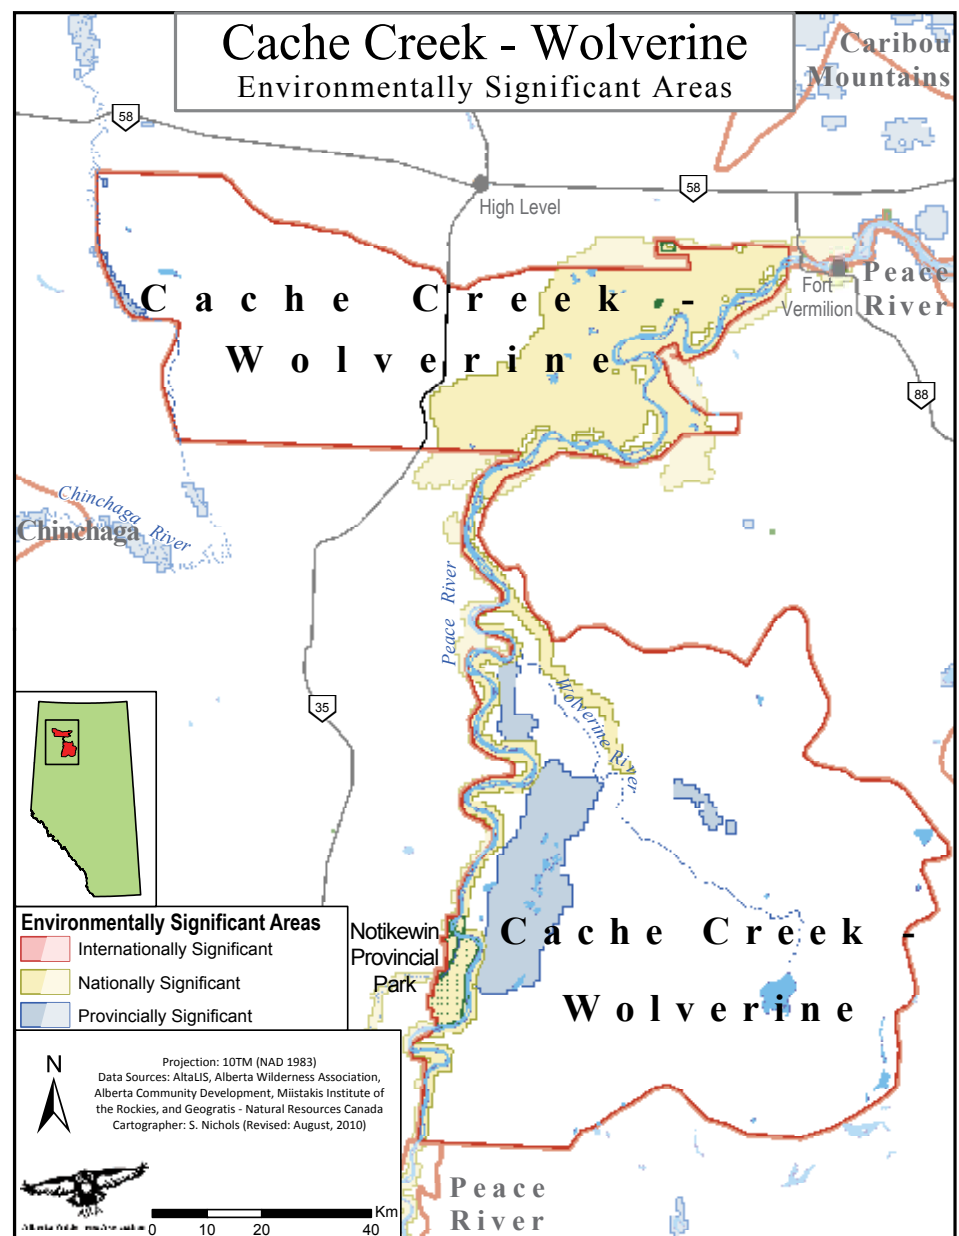 Cache Creek - Wolverine
Environmentally Significant Areas
Caribou
Mountains
58
58
High Level
Peace
River
Fort
Vermilion
Cache Creek -
Wolverine
88
Chinchaga River
Chinchaga
Peace River
Wolverine River
35
Notikewin
Provincial
Park
Cache Creek -
Wolverine
Environmentally Significant Areas
Internationally Significant
Nationally Significant
Provincially Significant
N
Projection: 10TM (NAD 1983)
Data Sources: AltaLIS, Alberta Wilderness Association,
Alberta Community Development, Miistakis Institute of
the Rockies, and Geogratis - Natural Resources Canada
Cartographer: S. Nichols (Revised: August, 2010)
Km
0 10 20 40
Peace
River